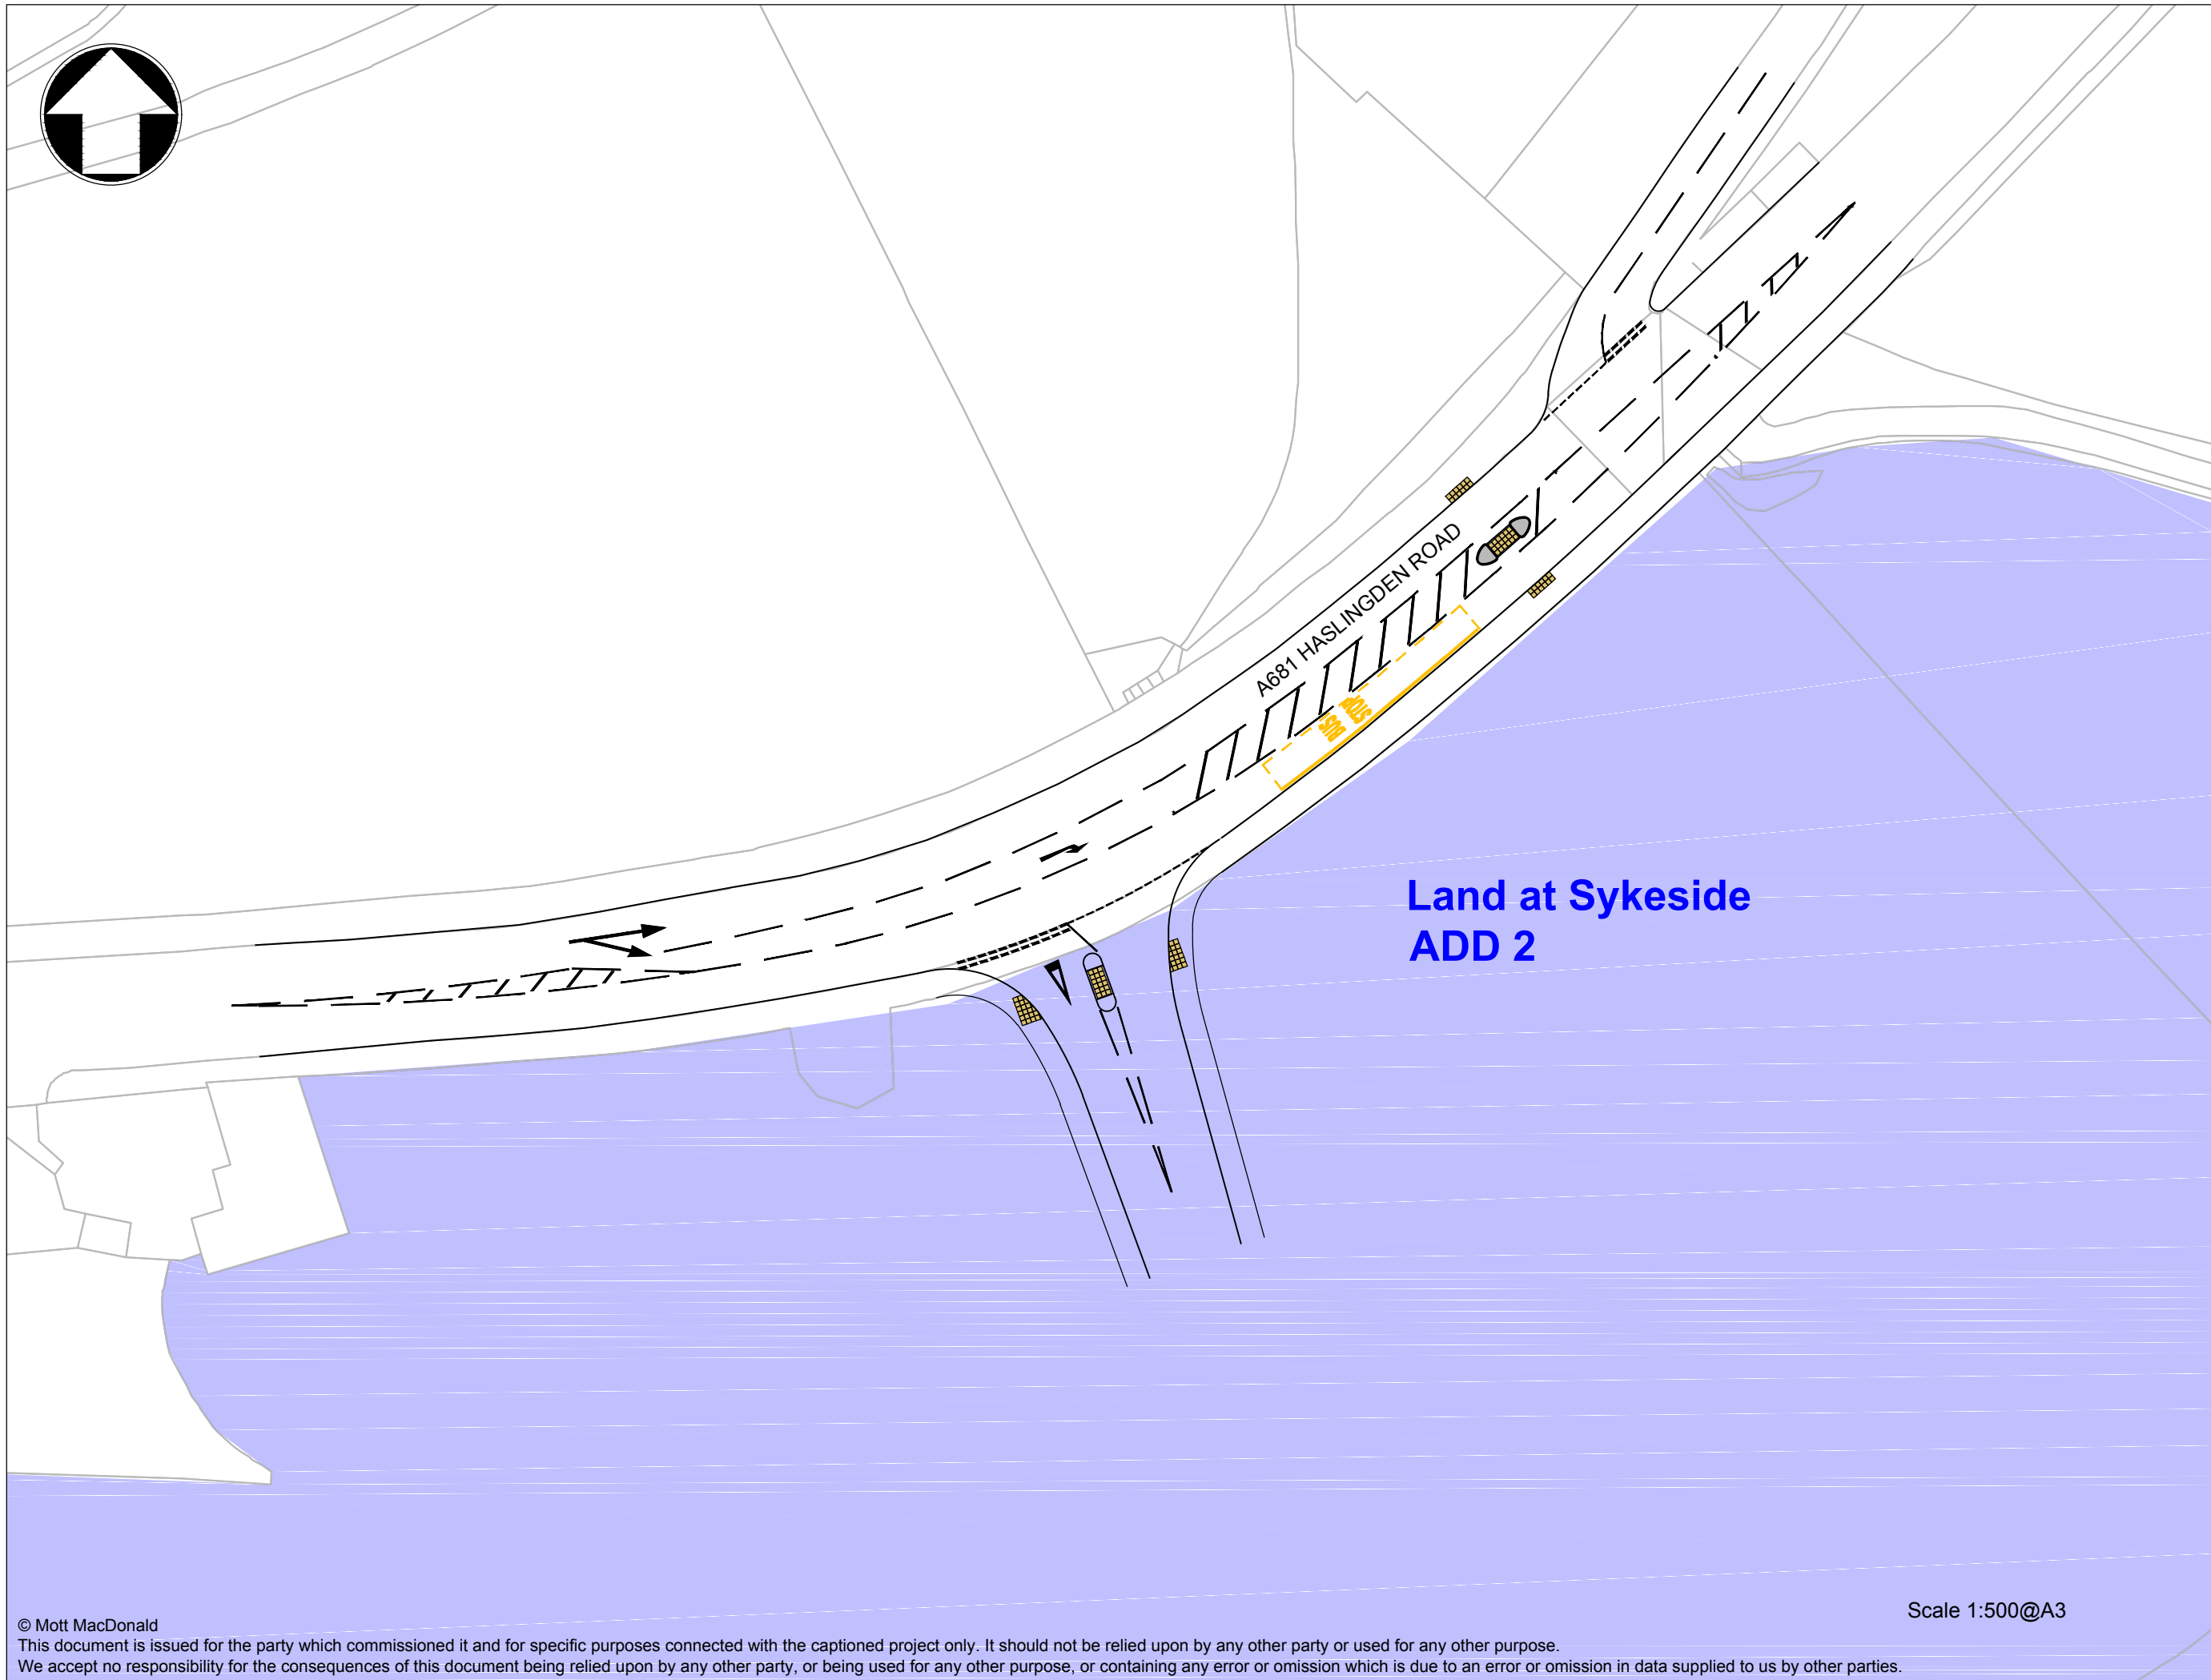 A681 HASLINGDEN ROAD
BUS
STOP
Land at Sykeside
ADD 2
Scale 1:500@A3
© Mott MacDonald
This document is issued for the party which commissioned it and for specific purposes connected with the captioned project only. It should not be relied upon by any other party or used for any other purpose.
We accept no responsibility for the consequences of this document being relied upon by any other party, or being used for any other purpose, or containing any error or omission which is due to an error or omission in data supplied to us by other parties.